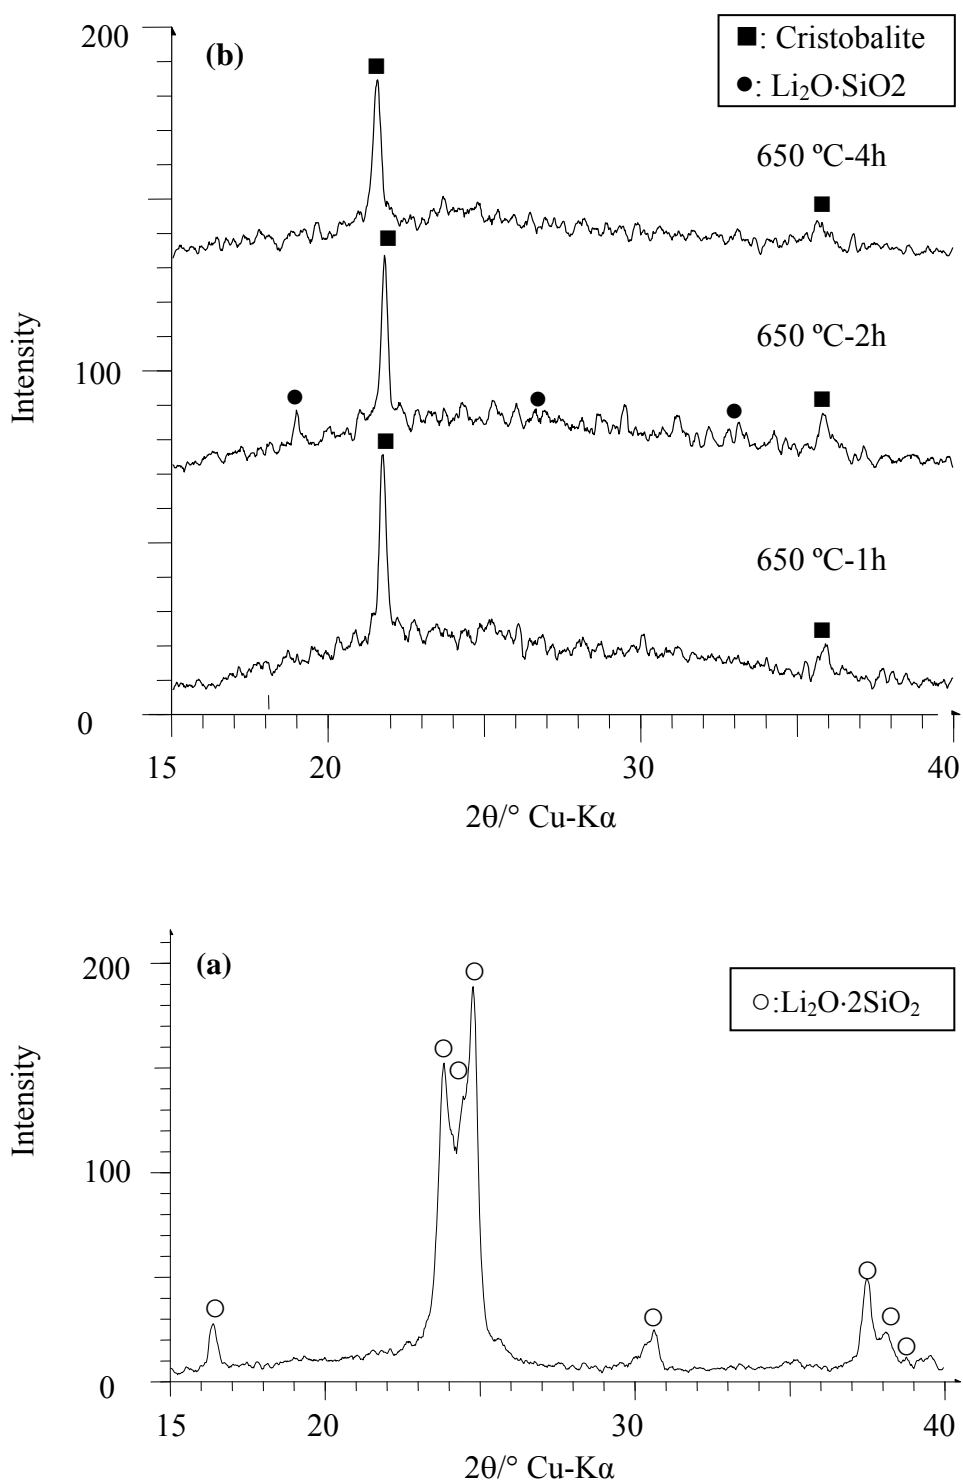 200
(b)
■: Cristobalite
●: Li₂O·SiO2
650 ºC-4h
650 ºC-2h
100
650 ºC-1h
0
Intensity
15 20 30 40
2θ/° Cu-Kα
200
(a)
○:Li₂O·2SiO₂
100
0
Intensity
15 20 30 40
2θ/° Cu-Kα